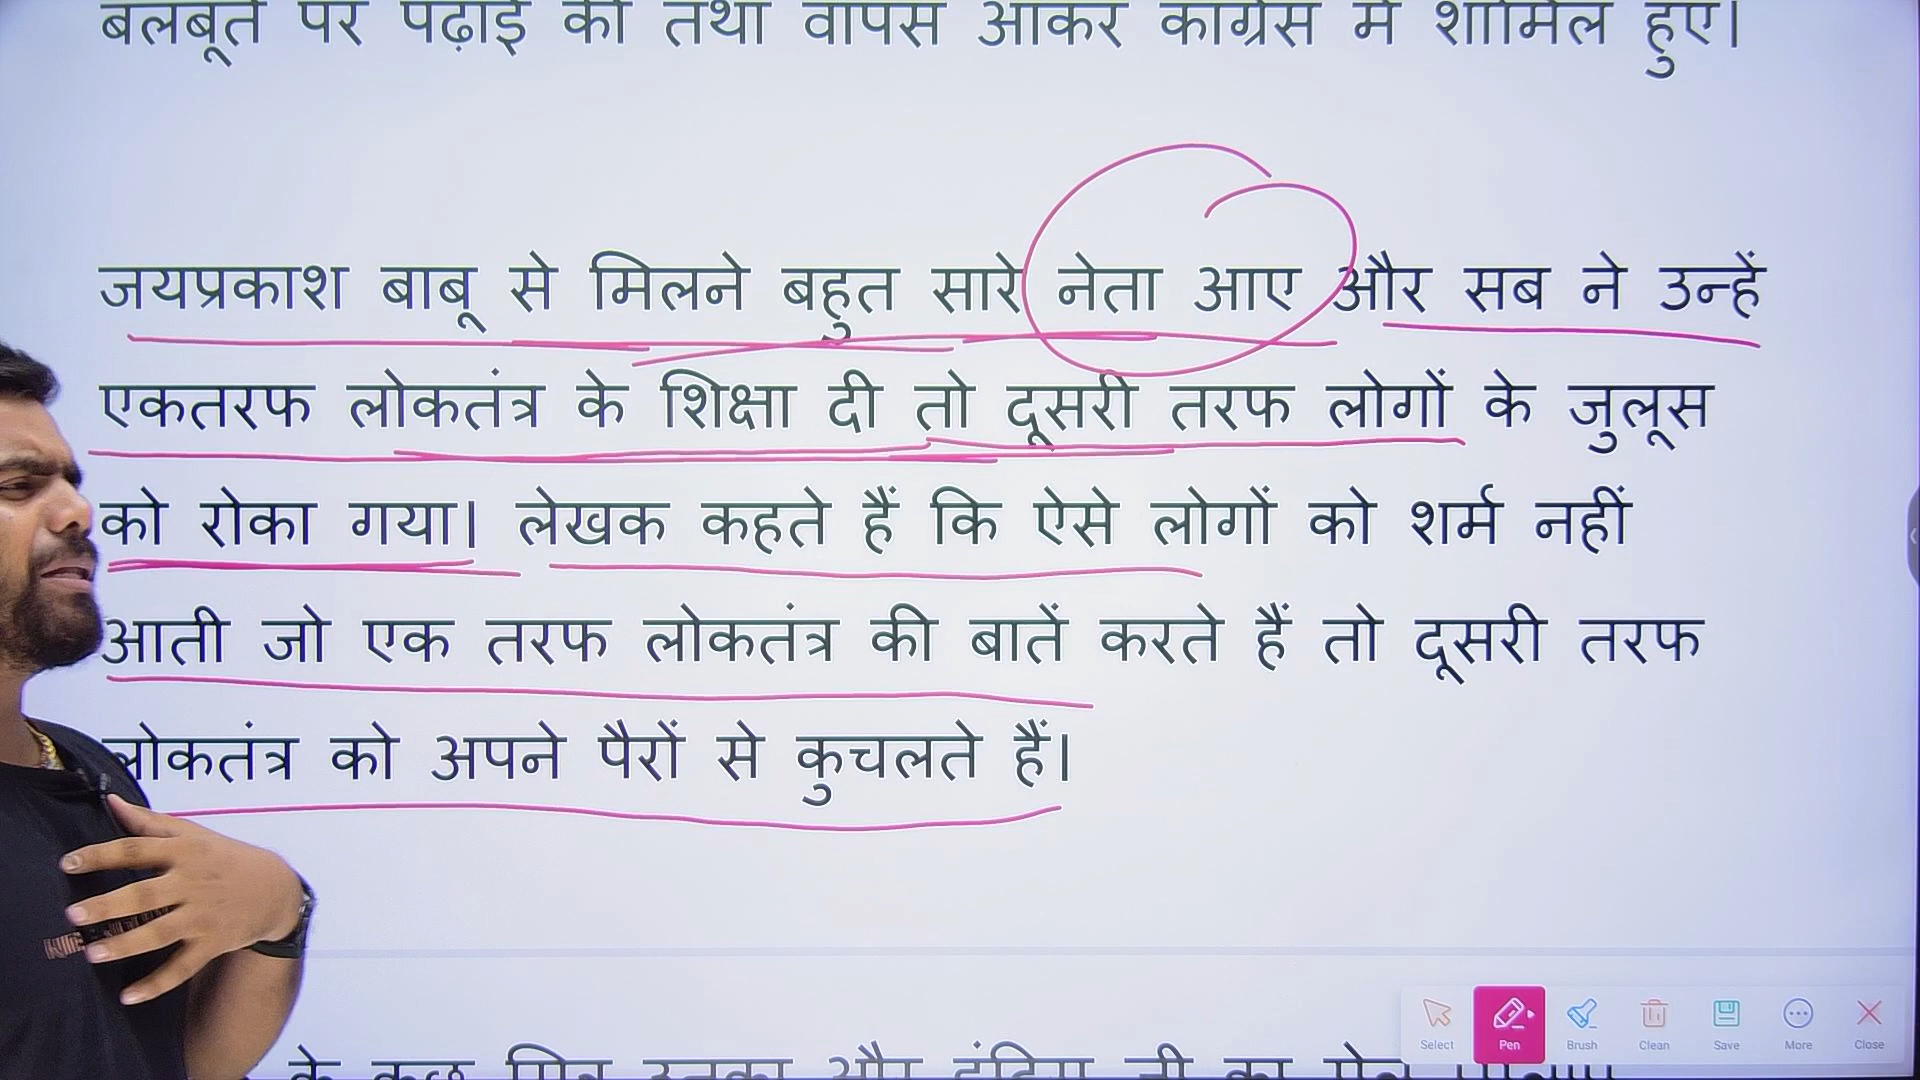 बलबूते पर पढ़ाई की तथा वापस आकर कांग्रेस में शामिल हुए।
जयप्रकाश बाबू से मिलने बहुत सारे नेता आए और सब ने उन्हें
एकतरफ लोकतंत्र के शिक्षा दी तो दूसरी तरफ लोगों के जुलूस
को रोका गया। लेखक कहते हैं कि ऐसे लोगों को शर्म नहीं
आती जो एक तरफ लोकतंत्र की बातें करते हैं तो दूसरी तरफ
लोकतंत्र को अपने पैरों से कुचलते हैं।
के कुछ मित्र उनका और इंदिरा जी का
Select Pen Brush Clean Save More Close